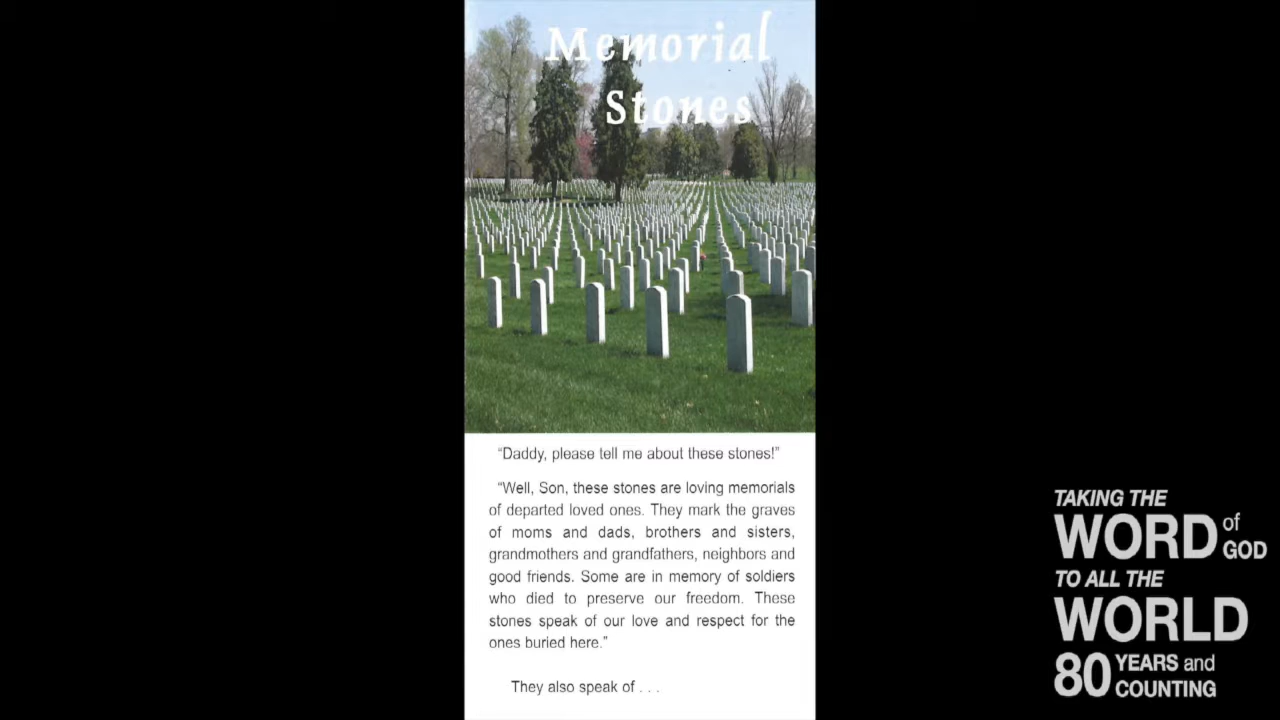 Memorial
Stones
“Daddy, please tell me about these stones!”
“Well, Son, these stones are loving memorials
of departed loved ones. They mark the graves
of moms and dads, brothers and sisters,
grandmothers and grandfathers, neighbors and
good friends. Some are in memory of soldiers
who died to preserve our freedom. These
stones speak of our love and respect for the
ones buried here.”
They also speak of . . .
TAKING THE
WORD of GOD
TO ALL THE
WORLD
80 YEARS and
COUNTING